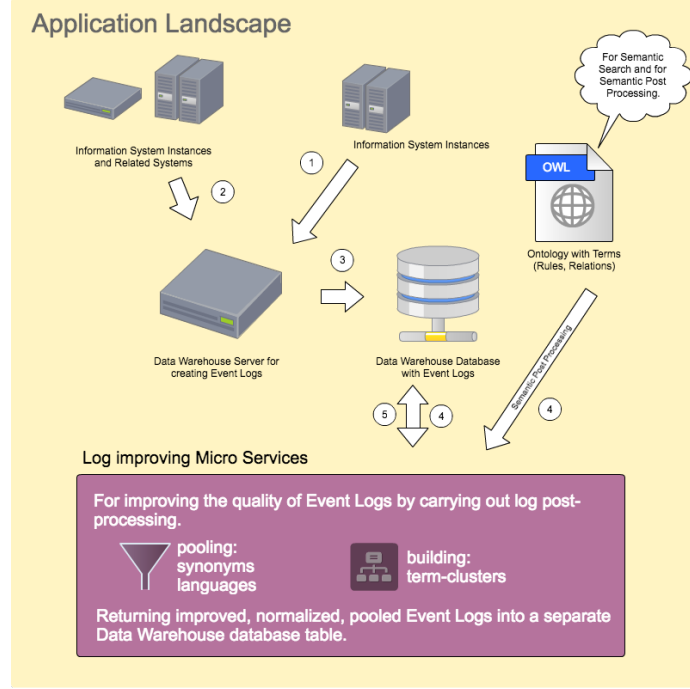 Application Landscape
For Semantic
Search and for
Semantic Post
Processing.
Information System Instances
and Related Systems
1
Information System Instances
2
OWL
Ontology with Terms
(Rules, Relations)
3
Data Warehouse Server for
creating Event Logs
Data Warehouse Database
with Event Logs
Semantic Post Processing
5
4
4
Log improving Micro Services
For improving the quality of Event Logs by carrying out log post-
processing.
pooling:
synonyms
languages
building:
term-clusters
Returning improved, normalized, pooled Event Logs into a separate
Data Warehouse database table.